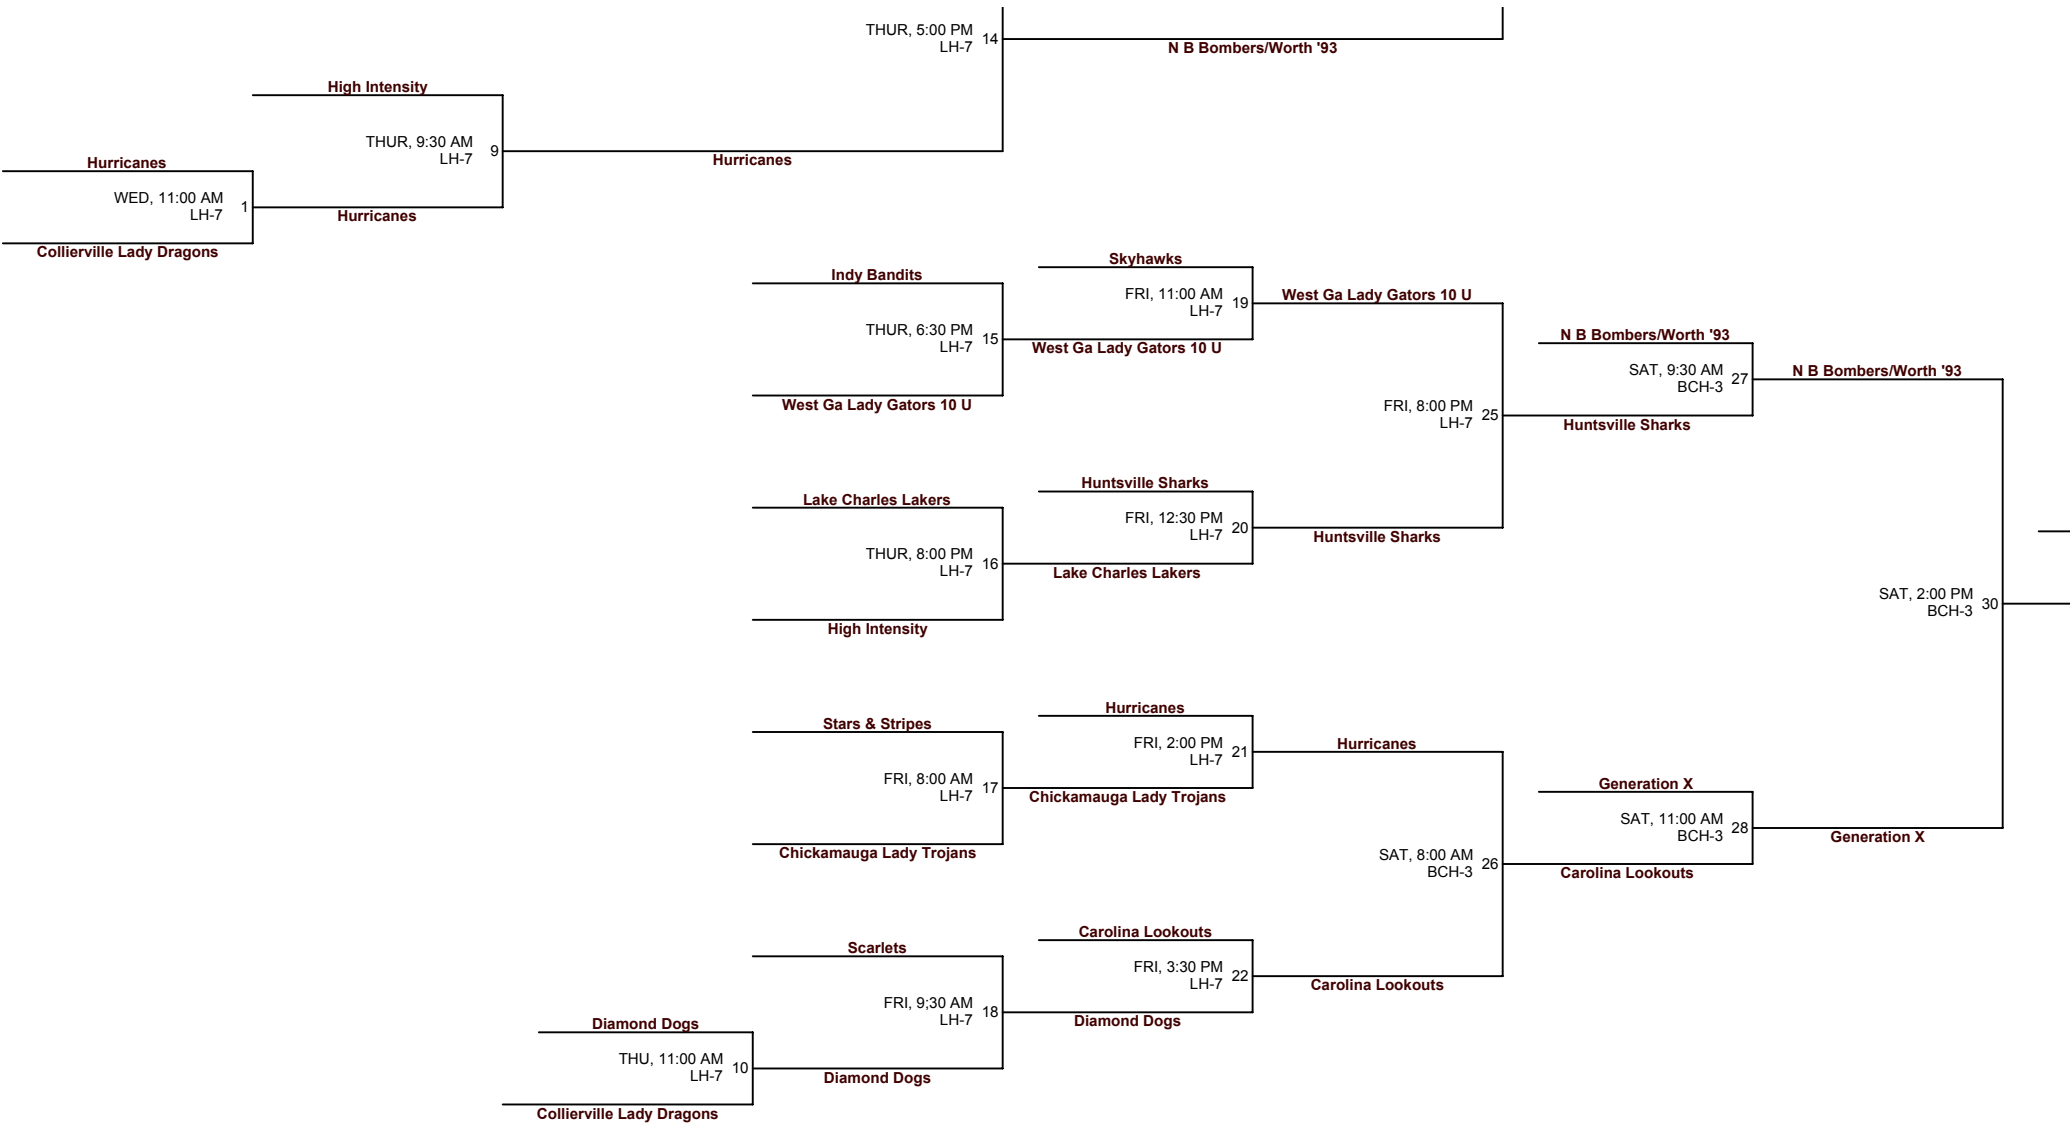 THUR, 5:00 PM
LH-7 14
N B Bombers/Worth '93
High Intensity
THUR, 9:30 AM
LH-7 9
Hurricanes
Hurricanes
WED, 11:00 AM
LH-7 1
Hurricanes
Collierville Lady Dragons
Indy Bandits
THUR, 6:30 PM
LH-7 15
West Ga Lady Gators 10 U
Skyhawks
FRI, 11:00 AM
LH-7 19
West Ga Lady Gators 10 U
West Ga Lady Gators 10 U
N B Bombers/Worth '93
SAT, 9:30 AM
BCH-3 27
N B Bombers/Worth '93
FRI, 8:00 PM
LH-7 25
Huntsville Sharks
Lake Charles Lakers
THUR, 8:00 PM
LH-7 16
High Intensity
Huntsville Sharks
FRI, 12:30 PM
LH-7 20
Huntsville Sharks
Lake Charles Lakers
SAT, 2:00 PM
BCH-3 30
Stars & Stripes
FRI, 8:00 AM
LH-7 17
Chickamauga Lady Trojans
Hurricanes
FRI, 2:00 PM
LH-7 21
Hurricanes
Chickamauga Lady Trojans
Generation X
SAT, 11:00 AM
BCH-3 28
Generation X
SAT, 8:00 AM
BCH-3 26
Carolina Lookouts
Scarlets
FRI, 9;30 AM
LH-7 18
Carolina Lookouts
FRI, 3:30 PM
LH-7 22
Carolina Lookouts
Diamond Dogs
Diamond Dogs
THU, 11:00 AM
LH-7 10
Diamond Dogs
Collierville Lady Dragons